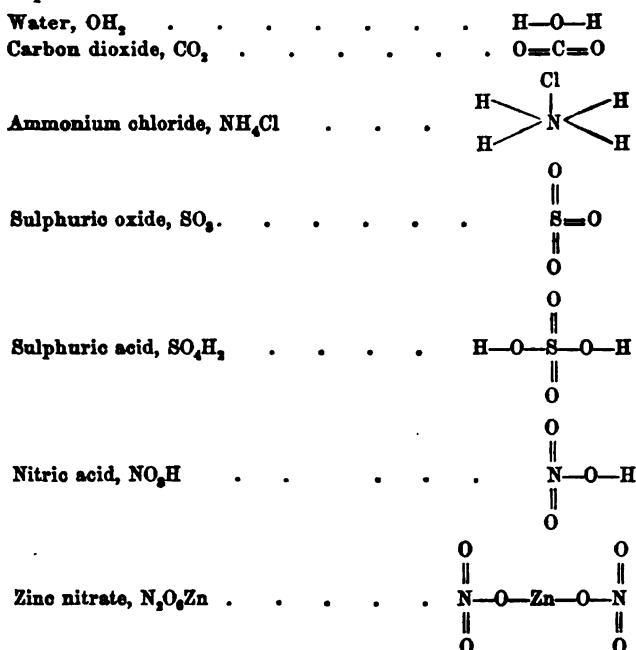 Water, OH₂ . . . . . . . H—O—H
Carbon dioxide, CO₂ . . . . . . O=C=O
Cl
H H
Ammonium chloride, NH₄Cl . . . N
H H
O
||
Sulphuric oxide, SO₃. . . . . . S=O
||
O
O
||
Sulphuric acid, SO₄H₂ . . . . H—O—S—O—H
||
O
O
||
Nitric acid, NO₃H . . . . . N—O—H
||
O
O O
|| ||
Zinc nitrate, N₂O₆Zn . . . . . N—O—Zn—O—N
|| ||
O O